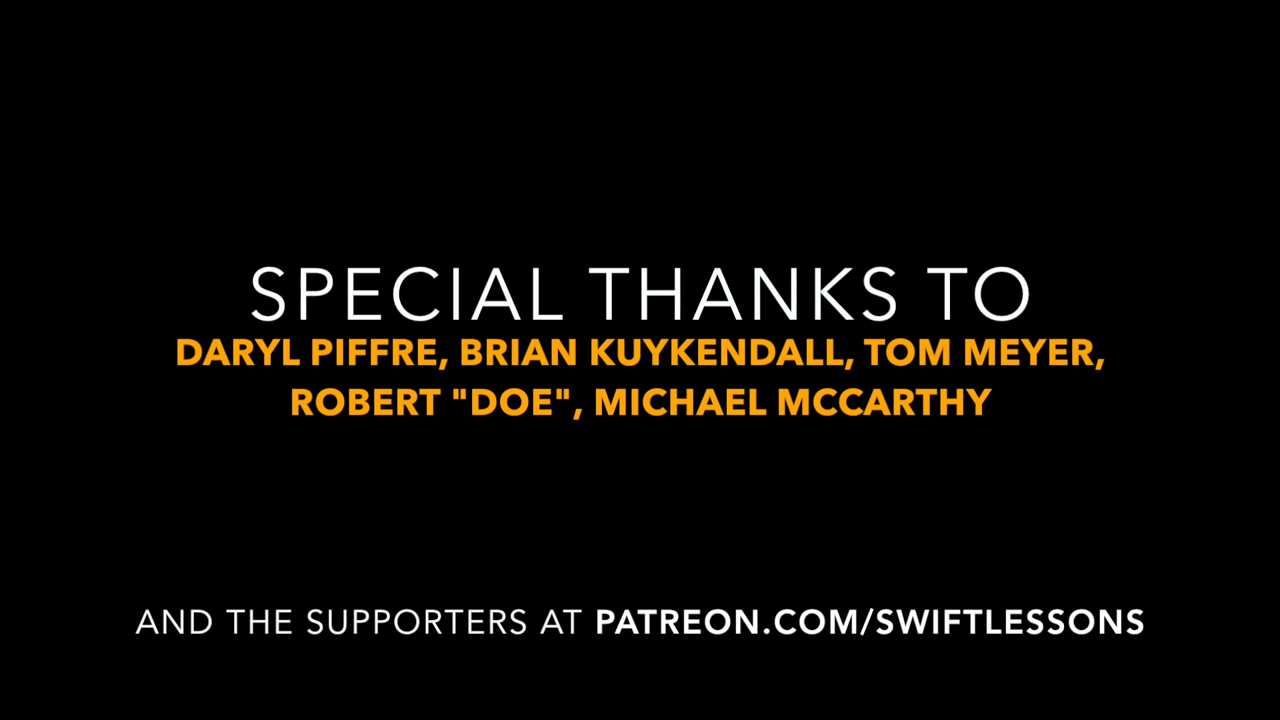 SPECIAL THANKS TO
DARYL PIFFRE, BRIAN KUYKENDALL, TOM MEYER,
ROBERT "DOE", MICHAEL MCCARTHY
AND THE SUPPORTERS AT PATREON.COM/SWIFTLESSONS